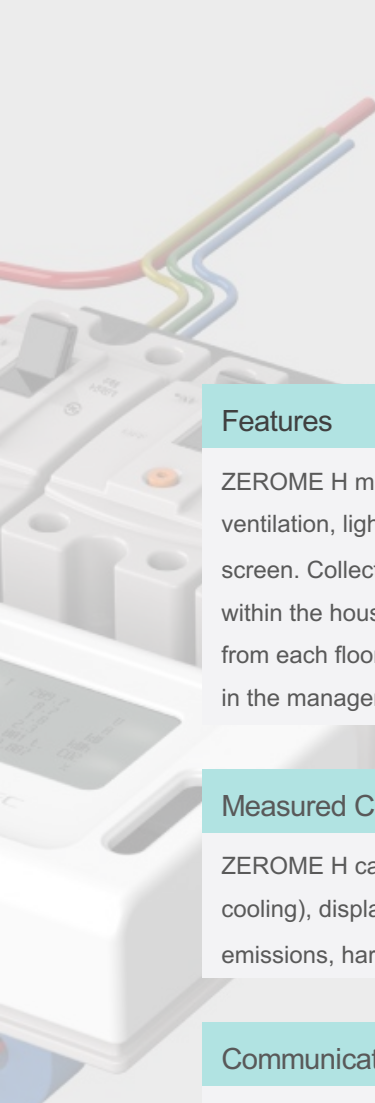 Features
ZEROME H m
ventilation, ligh
screen. Collect
within the hous
from each floor
in the manager
Measured C
ZEROME H ca
cooling), displa
emissions, har
Communicat